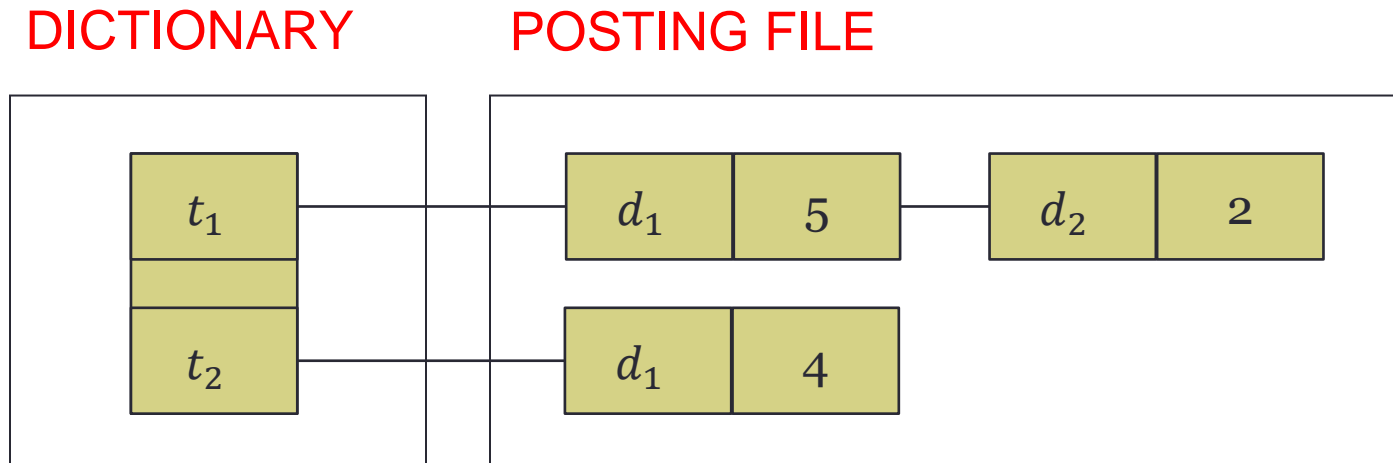 DICTIONARY POSTING FILE
t₁ d₁ 5 d₂ 2
t₂ d₁ 4